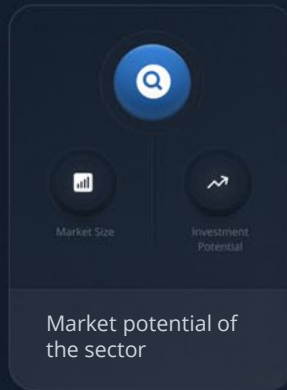 Market Size
Investment
Potential
Market potential of
the sector